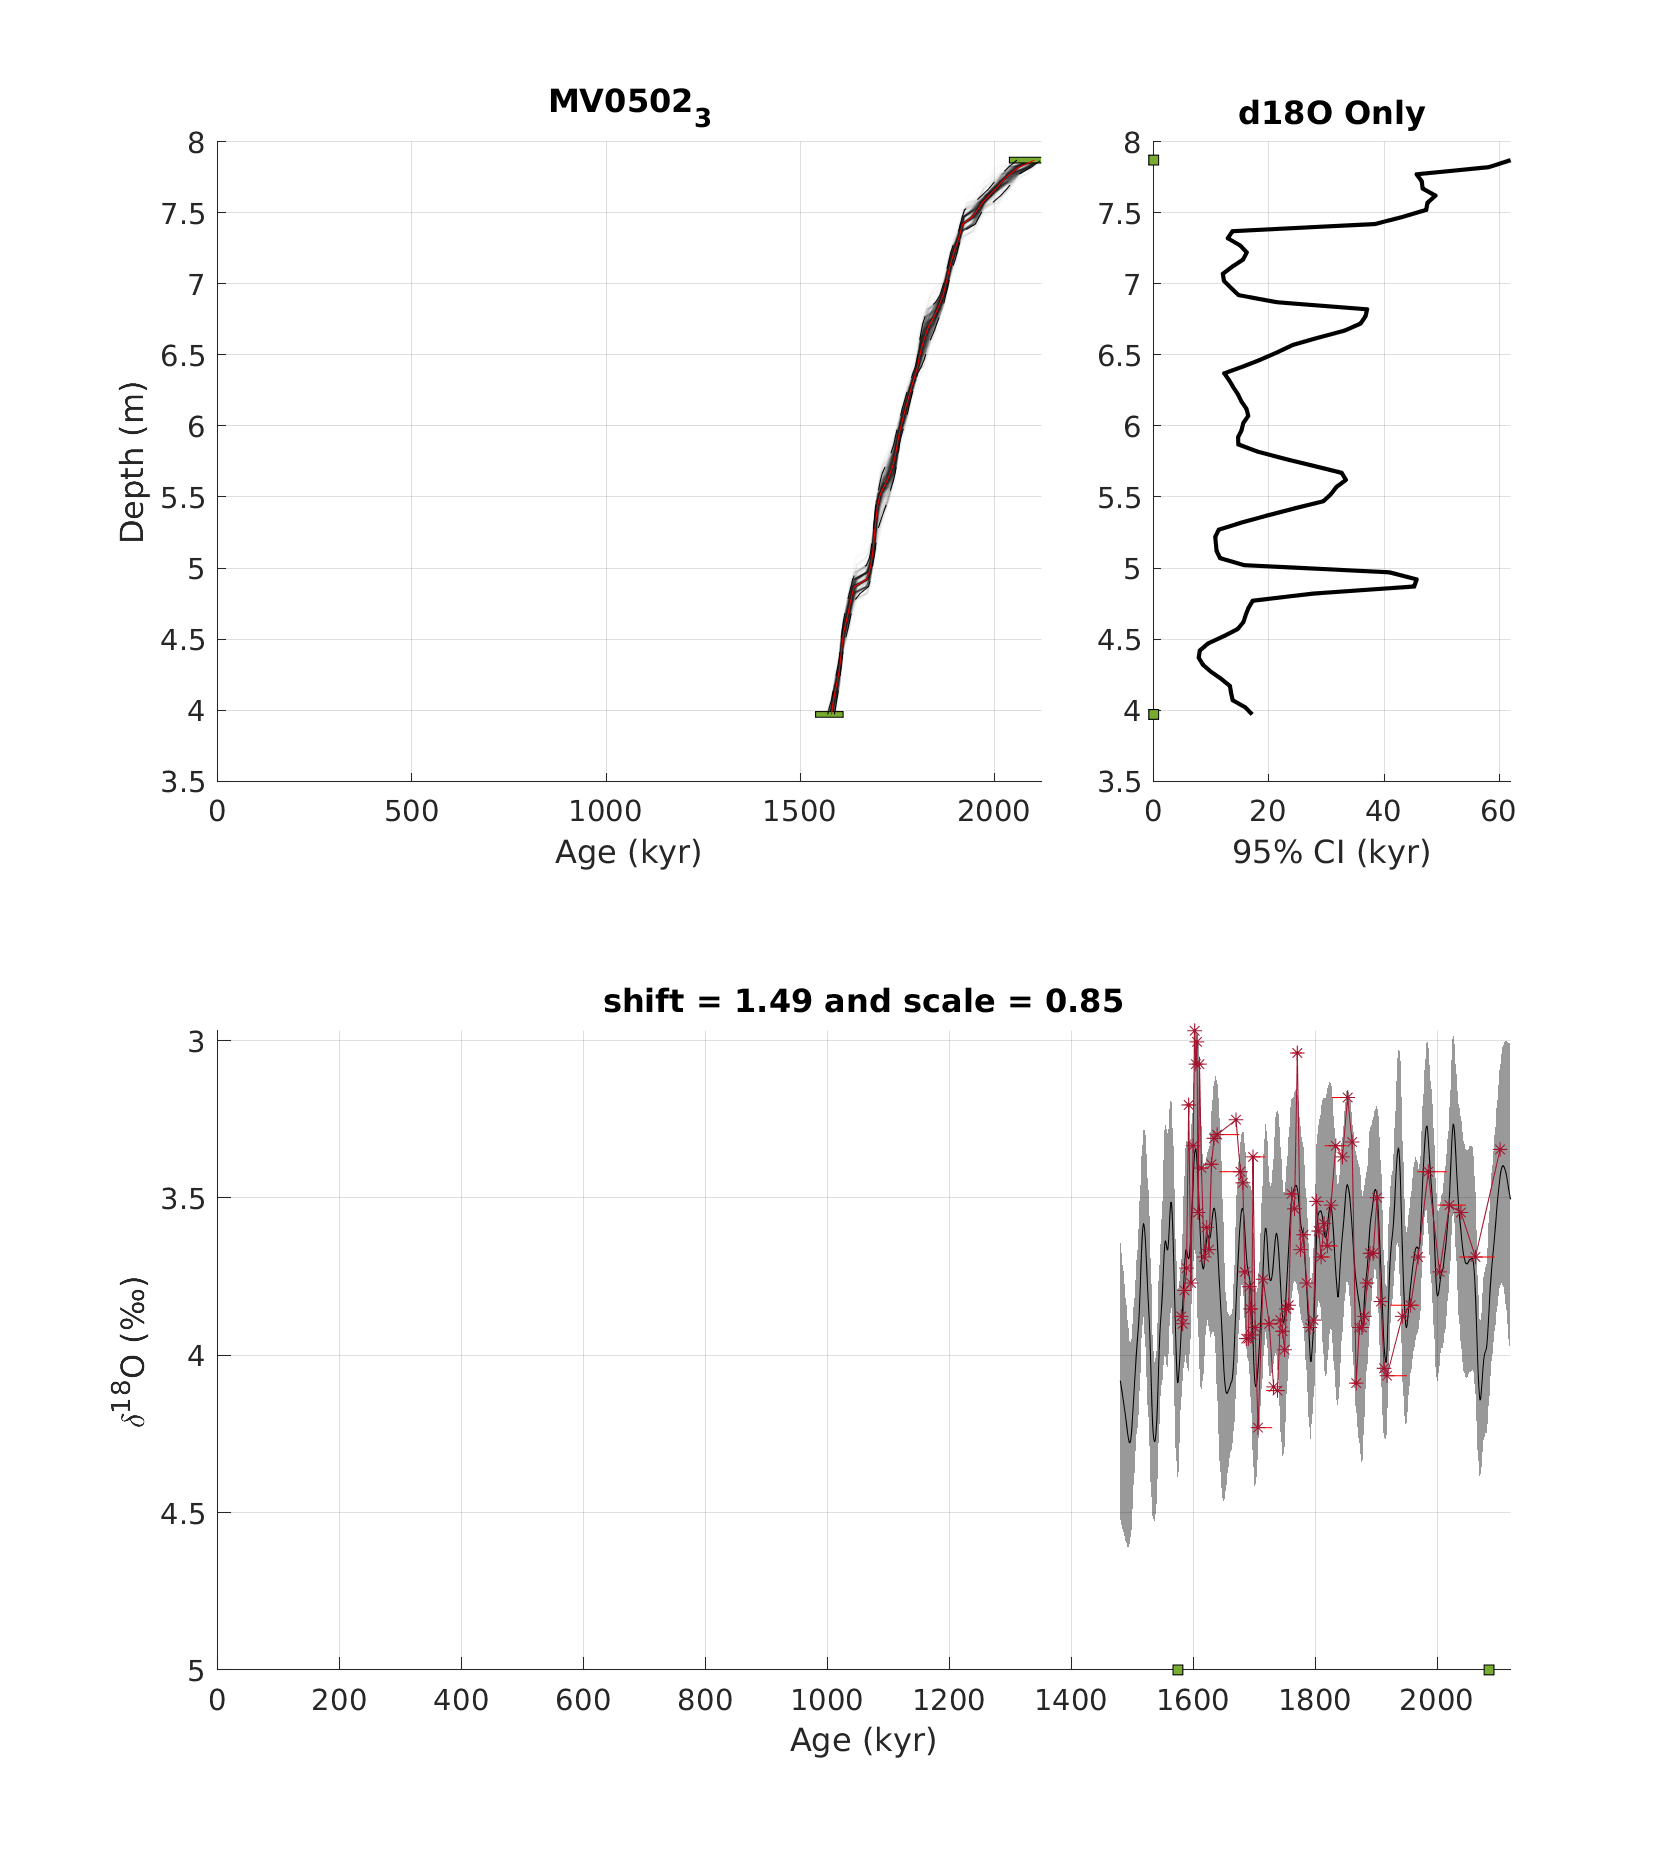 MV0502₃
8
7.5
7
6.5
6
5.5
5
4.5
4
3.5
Depth (m)
0 500 1000 1500 2000
Age (kyr)
d18O Only
8
7.5
7
6.5
6
5.5
5
4.5
4
3.5
0 20 40 60
95% CI (kyr)
shift = 1.49 and scale = 0.85
3
3.5
4
4.5
5
δ¹⁸O (‰)
0 200 400 600 800 1000 1200 1400 1600 1800 2000
Age (kyr)